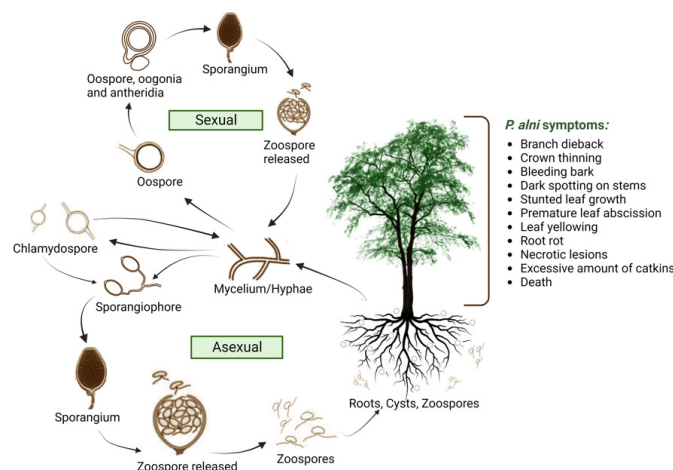 Oospore, oogonia
and antheridia
Sporangium
Sexual
Zoospore
released
Oospore
Chlamydospore
Mycelium/Hyphae
Sporangiophore
Asexual
Sporangium
Zoospore released
Zoospores
Roots, Cysts, Zoospores
P. alni symptoms:
• Branch dieback
• Crown thinning
• Bleeding bark
• Dark spotting on stems
• Stunted leaf growth
• Premature leaf abscission
• Leaf yellowing
• Root rot
• Necrotic lesions
• Excessive amount of catkins
• Death